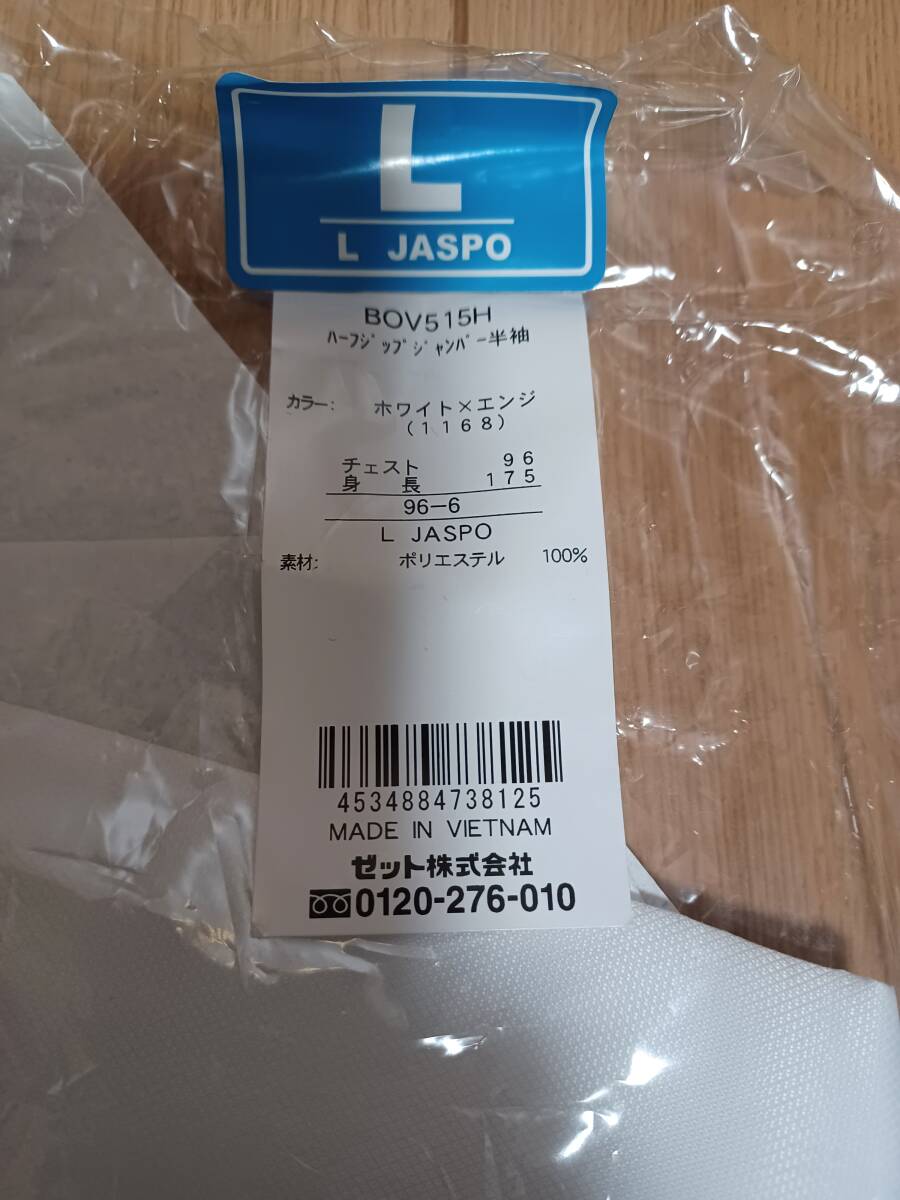 L
L JASPO
BOV515H
ﾊｰﾌｼﾞｯﾌﾟｼﾞｬﾝﾊﾟｰ半袖
カラー: ホワイト×エンジ
(1168)
チェスト 96
身長 175
96-6
L JASPO
素材: ポリエステル 100%
4534884738125
MADE IN VIETNAM
ゼット株式会社
0120-276-010